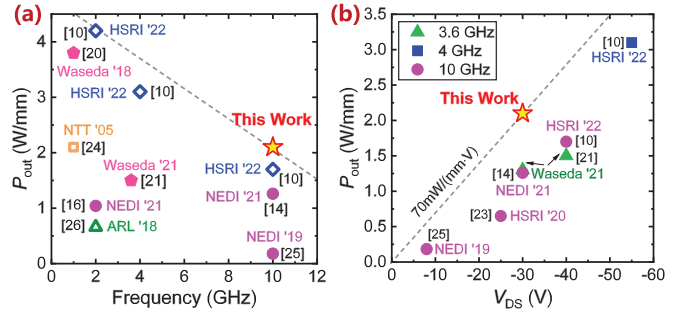 (a)
P_out (W/mm)
4
3
2
1
0
[10] HSRI '22
[20]
Waseda '18
HSRI '22 [10]
This Work
NTT '05
[24]
Waseda '21
[21]
HSRI '22
[10]
[16] NEDI '21
NEDI '21
[14]
[26] ARL '18
NEDI '19
[25]
0 2 4 6 8 10 12
Frequency (GHz)
(b)
P_out (W/mm)
3.5
3.0
2.5
2.0
1.5
1.0
0.5
0.0
3.6 GHz
4 GHz
10 GHz
[10]
HSRI '22
This Work
HSRI '22
[10]
[21]
[14] Waseda '21
NEDI '21
70mW/(mm·V)
[23] HSRI '20
[25]
NEDI '19
0 -10 -20 -30 -40 -50 -60
V_DS (V)